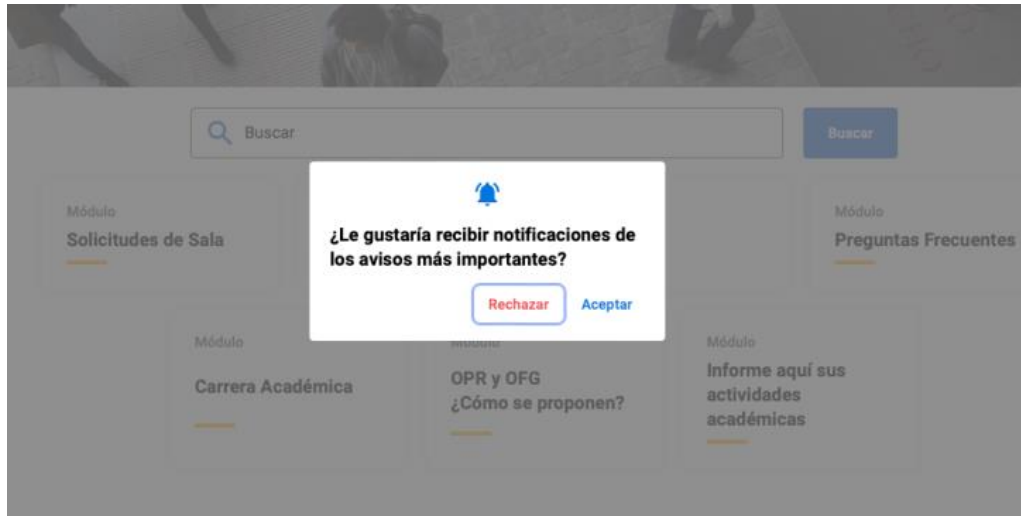 Buscar
Buscar
Módulo
Solicitudes de Sala
¿Le gustaría recibir notificaciones de
los avisos más importantes?
Rechazar
Aceptar
Módulo
Preguntas Frecuentes
Módulo
Carrera Académica
Módulo
OPR y OFG
¿Cómo se proponen?
Módulo
Informe aquí sus
actividades
académicas